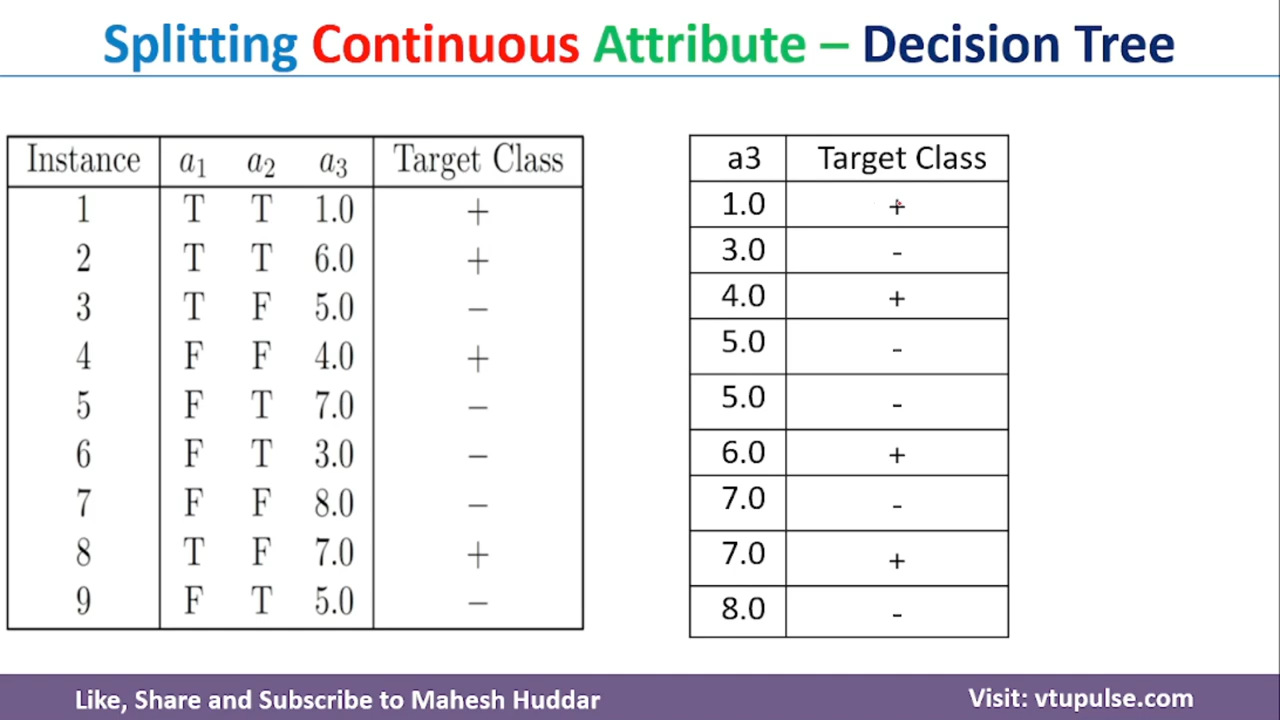 Splitting Continuous Attribute – Decision Tree
Instance a1 a2 a3 Target Class
1 T T 1.0 +
2 T T 6.0 +
3 T F 5.0 −
4 F F 4.0 +
5 F T 7.0 −
6 F T 3.0 −
7 F F 8.0 −
8 T F 7.0 +
9 F T 5.0 −
a3 Target Class
1.0 +
3.0 -
4.0 +
5.0 -
5.0 -
6.0 +
7.0 -
7.0 +
8.0 -
Like, Share and Subscribe to Mahesh Huddar
Visit: vtupulse.com